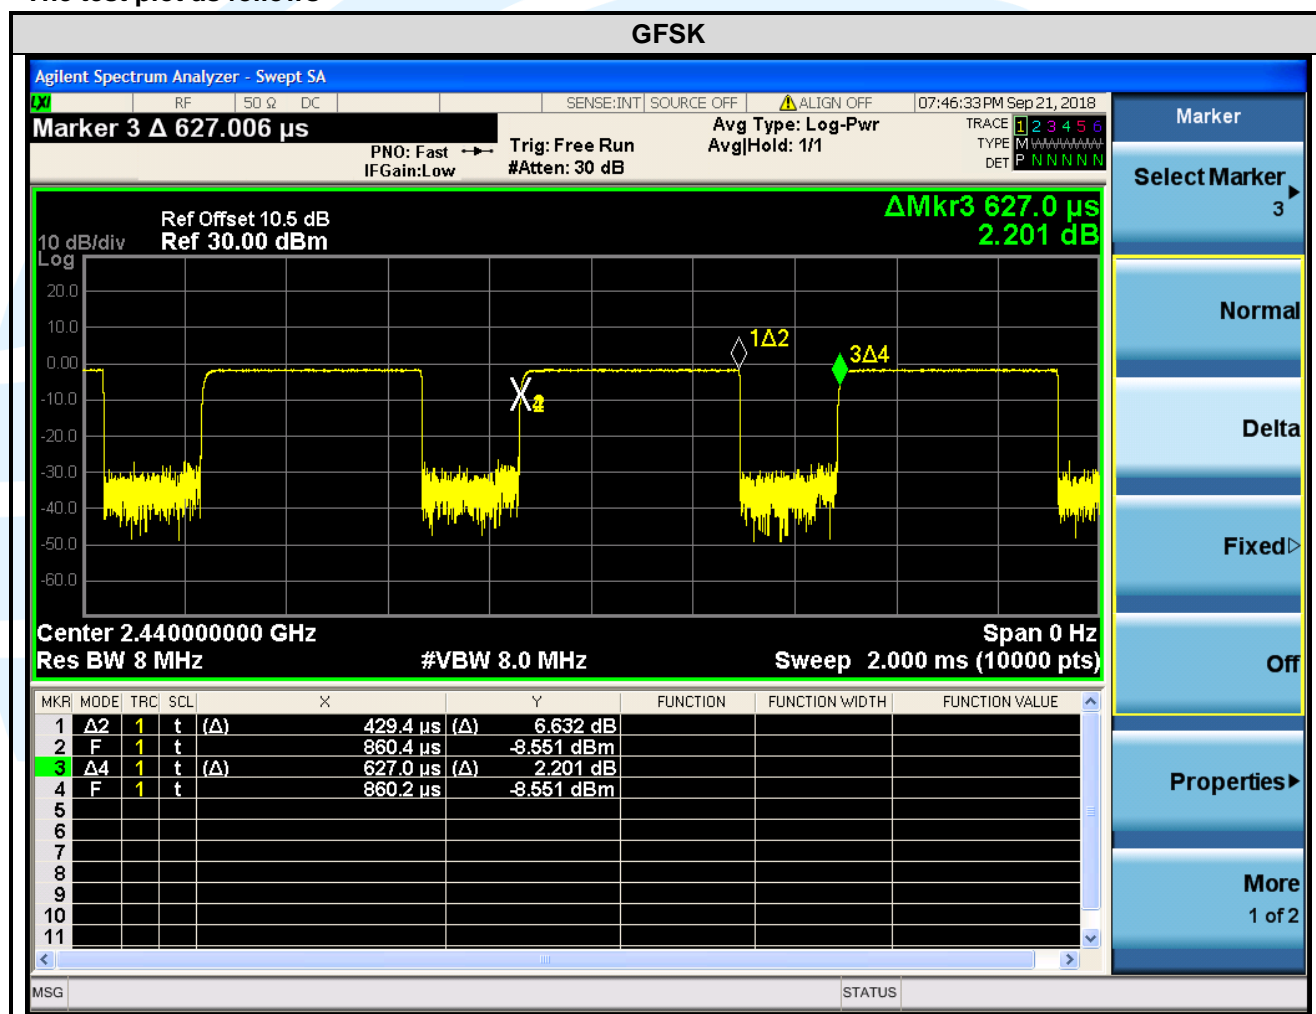 The test plot as follows
GFSK
Agilent Spectrum Analyzer - Swept SA
LXI RF 50 Ω DC SENSE:INT SOURCE OFF ALIGN OFF 07:46:33 PM Sep 21, 2018
Marker 3 Δ 627.006 µs
PNO: Fast
IFGain:Low
Trig: Free Run
#Atten: 30 dB
Avg Type: Log-Pwr
Avg|Hold: 1/1
TRACE 1 2 3 4 5 6
TYPE M WWWWW
DET P N N N N N
ΔMkr3 627.0 µs
2.201 dB
Ref Offset 10.5 dB
10 dB/div Ref 30.00 dBm
Log
20.0
10.0
0.00
-10.0
-20.0
-30.0
-40.0
-50.0
-60.0
1Δ2
3Δ4
Center 2.440000000 GHz Span 0 Hz
Res BW 8 MHz #VBW 8.0 MHz Sweep 2.000 ms (10000 pts)
MKR MODE TRC SCL X Y FUNCTION FUNCTION WIDTH FUNCTION VALUE
1 Δ2 1 t (Δ) 429.4 µs (Δ) 6.632 dB
2 F 1 t 860.4 µs -8.551 dBm
3 Δ4 1 t (Δ) 627.0 µs (Δ) 2.201 dB
4 F 1 t 860.2 µs -8.551 dBm
5
6
7
8
9
10
11
MSG STATUS
Marker
Select Marker
3
Normal
Delta
Fixed
Off
Properties
More
1 of 2